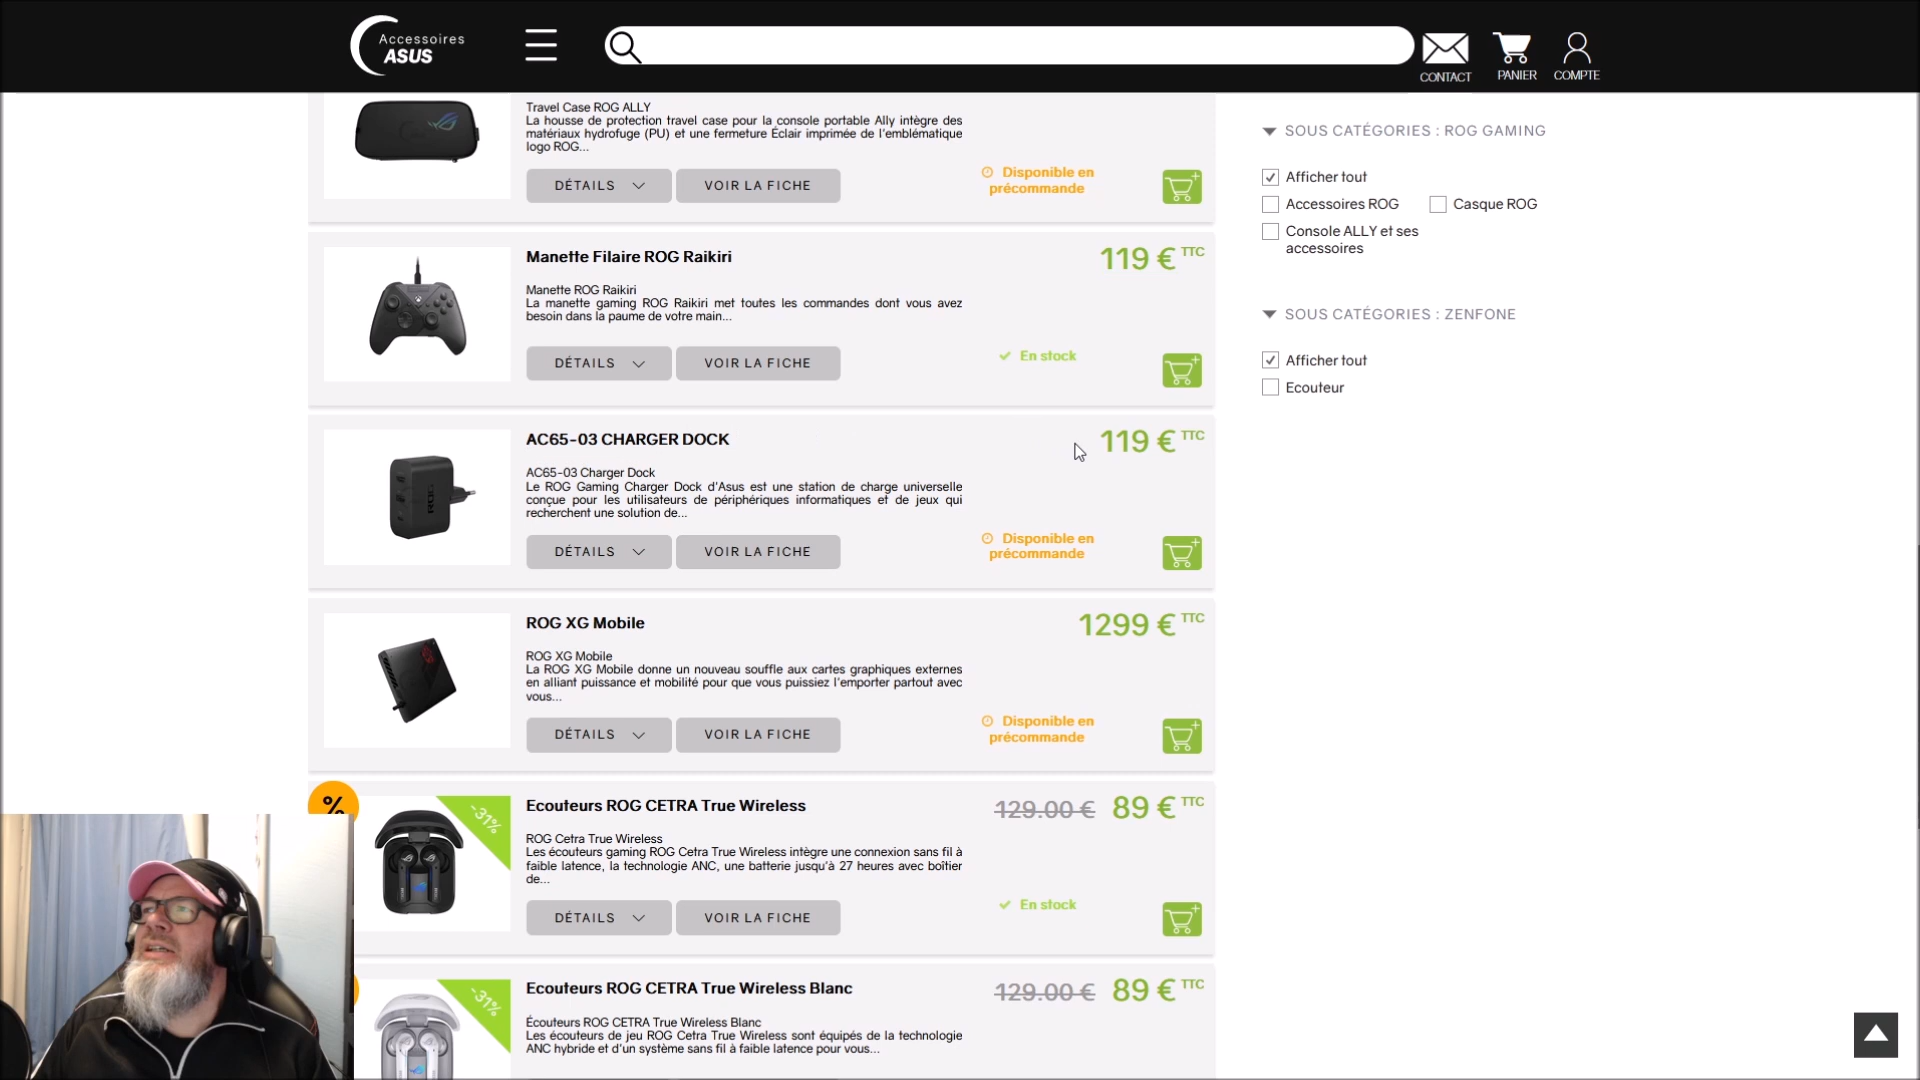 Accessoires
ASUS
CONTACT
PANIER
COMPTE
Travel Case ROG ALLY
La housse de protection travel case pour la console portable Ally intègre des
matériaux hydrofuge (PU) et une fermeture Éclair imprimée de l'emblématique
logo ROG...
DÉTAILS
VOIR LA FICHE
Disponible en
précommande
Manette Filaire ROG Raikiri
119 € TTC
Manette ROG Raikiri
La manette gaming ROG Raikiri met toutes les commandes dont vous avez
besoin dans la paume de votre main...
DÉTAILS
VOIR LA FICHE
En stock
AC65-03 CHARGER DOCK
119 € TTC
AC65-03 Charger Dock
Le ROG Gaming Charger Dock d'Asus est une station de charge universelle
conçue pour les utilisateurs de périphériques informatiques et de jeux qui
recherchent une solution de...
DÉTAILS
VOIR LA FICHE
Disponible en
précommande
ROG
ROG XG Mobile
1299 € TTC
ROG XG Mobile
La ROG XG Mobile donne un nouveau souffle aux cartes graphiques externes
en alliant puissance et mobilité pour que vous puissiez l'emporter partout avec
vous...
DÉTAILS
VOIR LA FICHE
Disponible en
précommande
%
-31%
Ecouteurs ROG CETRA True Wireless
129.00 € 89 € TTC
ROG Cetra True Wireless
Les écouteurs gaming ROG Cetra True Wireless intègre une connexion sans fil à
faible latence, la technologie ANC, une batterie jusqu'à 27 heures avec boîtier
de...
DÉTAILS
VOIR LA FICHE
En stock
-31%
Ecouteurs ROG CETRA True Wireless Blanc
129.00 € 89 € TTC
Écouteurs ROG CETRA True Wireless Blanc
Les écouteurs de jeu ROG Cetra True Wireless sont équipés de la technologie
ANC hybride et d'un système sans fil à faible latence pour vous...
SOUS CATÉGORIES : ROG GAMING
Afficher tout
Accessoires ROG
Casque ROG
Console ALLY et ses
accessoires
SOUS CATÉGORIES : ZENFONE
Afficher tout
Ecouteur